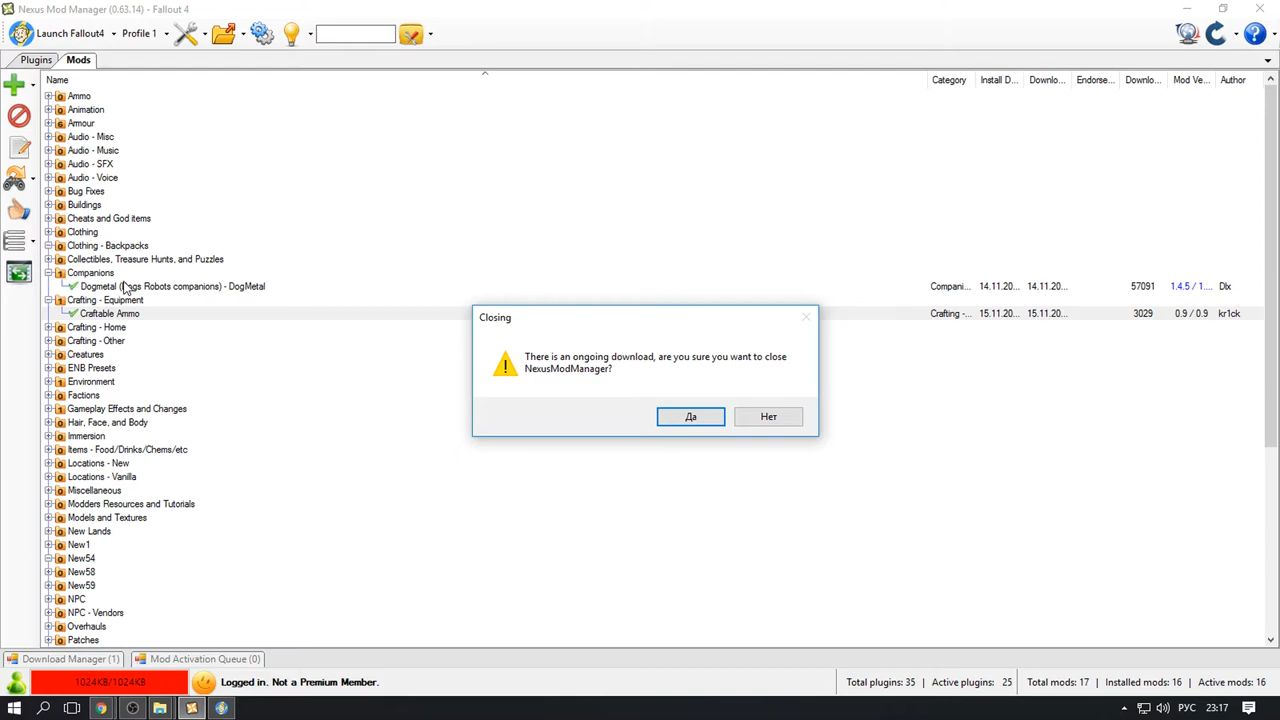 Nexus Mod Manager (0.63.14) - Fallout 4
Launch Fallout4 Profile 1
Plugins Mods
Name Category Install D... Downlo... Endorse... Downlo... Mod Ve... Author
Ammo
Animation
Armour
Audio - Misc
Audio - Music
Audio - SFX
Audio - Voice
Bug Fixes
Buildings
Cheats and God items
Clothing
Clothing - Backpacks
Collectibles, Treasure Hunts, and Puzzles
Companions
Dogmetal ( gs Robots companions) - DogMetal Compani... 14.11.20... 14.11.20... 57091 1.4.5 / 1.... Dlx
Crafting - Equipment
Craftable Ammo Crafting -... 15.11.20... 15.11.20... 3029 0.9 / 0.9 kr1ck
Crafting - Home
Crafting - Other
Creatures
ENB Presets
Environment
Factions
Gameplay Effects and Changes
Hair, Face, and Body
Immersion
Items - Food/Drinks/Chems/etc
Locations - New
Locations - Vanilla
Miscellaneous
Modders Resources and Tutorials
Models and Textures
New Lands
New1
New54
New58
New59
NPC
NPC - Vendors
Overhauls
Patches
Closing
There is an ongoing download, are you sure you want to close
NexusModManager?
Да Нет
Download Manager (1) Mod Activation Queue (0)
1024KB/1024KB Logged in. Not a Premium Member. Total plugins: 35 Active plugins: 25 Total mods: 17 Installed mods: 16 Active mods: 16
РУС 23:17